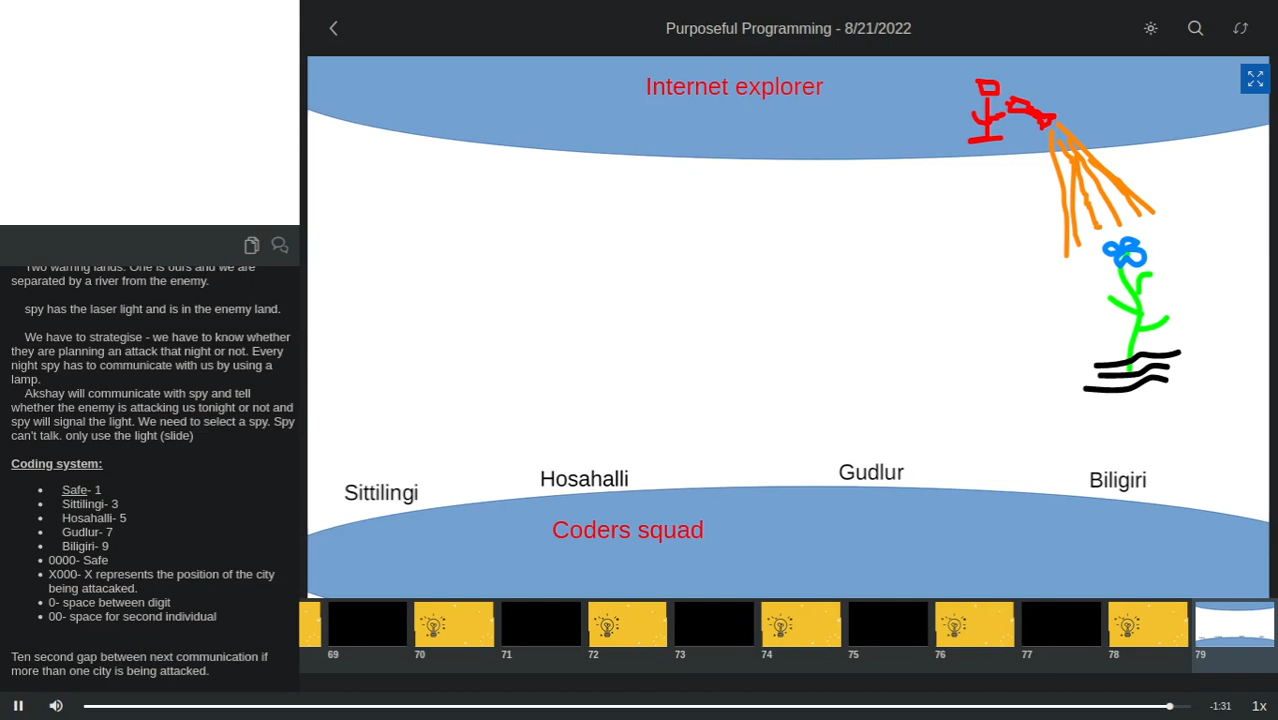 Purposeful Programming - 8/21/2022
Internet explorer
Two warring lands. One is ours and we are
separated by a river from the enemy.
spy has the laser light and is in the enemy land.
We have to strategise - we have to know whether
they are planning an attack that night or not. Every
night spy has to communicate with us by using a
lamp.
Akshay will communicate with spy and tell
whether the enemy is attacking us tonight or not and
spy will signal the light. We need to select a spy. Spy
can't talk. only use the light (slide)
Coding system:
Safe- 1
Sittilingi- 3
Hosahalli- 5
Gudlur- 7
Biligiri- 9
0000- Safe
X000- X represents the position of the city
being attacaked.
0- space between digit
00- space for second individual
Ten second gap between next communication if
more than one city is being attacked.
Sittilingi
Hosahalli
Gudlur
Biligiri
Coders squad
69 70 71 72 73 74 75 76 77 78 79
-1:31 1x